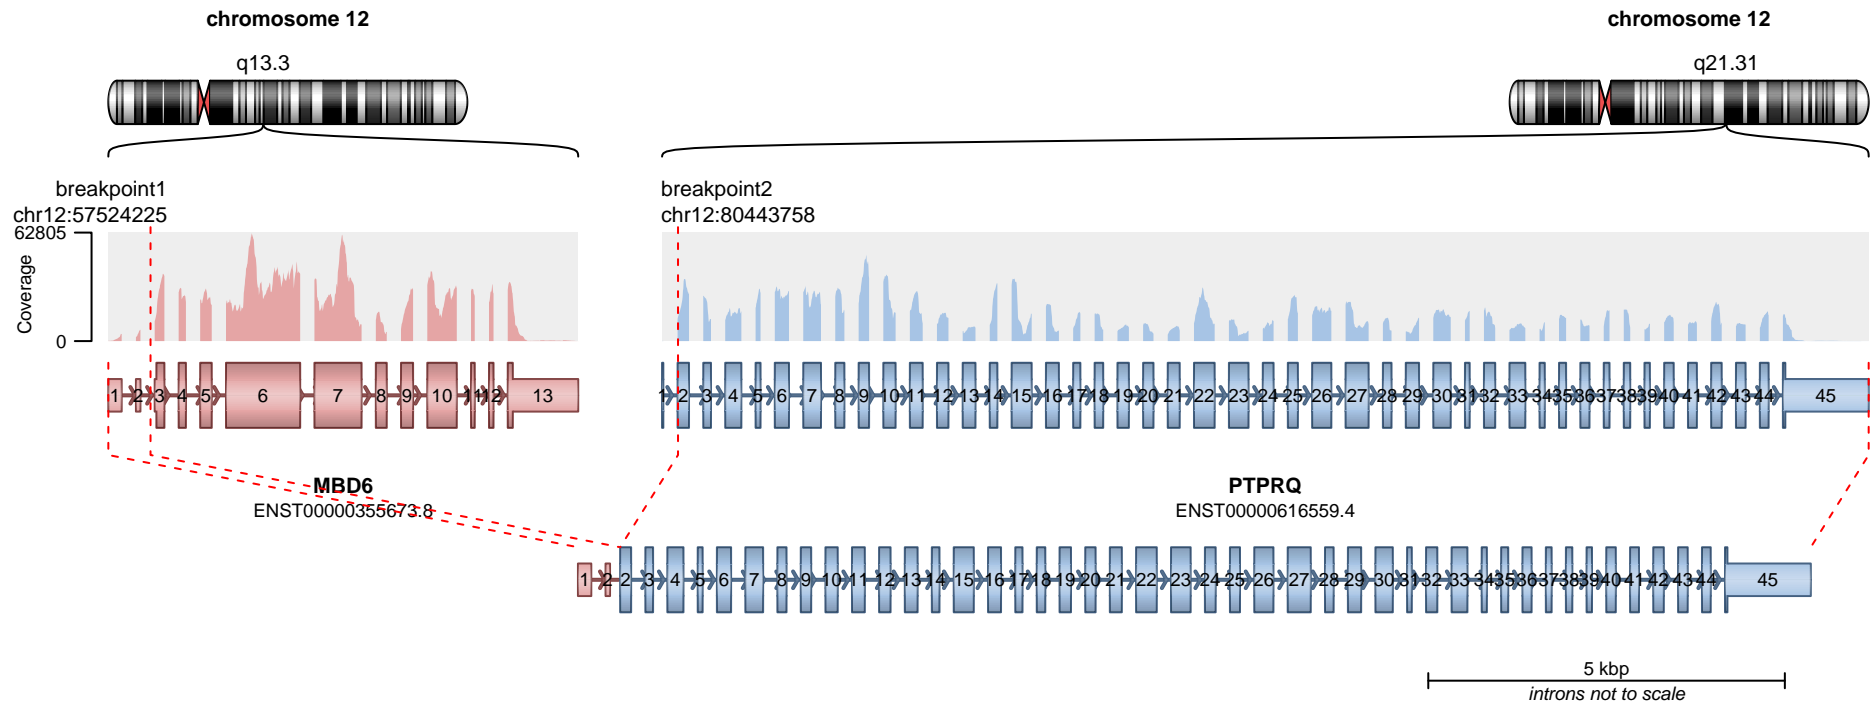 chromosome 12
chromosome 12
q13.3
q21.31
breakpoint1
chr12:57524225
breakpoint2
chr12:80443758
62805
Coverage
0
1 2 3 4 5 6 7 8 9 10 11 12 13
1 2 3 4 5 6 7 8 9 10 11 12 13 14 15 16 17 18 19 20 21 22 23 24 25 26 27 28 29 30 31 32 33 34 35 36 37 38 39 40 41 42 43 44 45
MBD6
ENST00000355673.8
PTPRQ
ENST00000616559.4
1 2 2 3 4 5 6 7 8 9 10 11 12 13 14 15 16 17 18 19 20 21 22 23 24 25 26 27 28 29 30 31 32 33 34 35 36 37 38 39 40 41 42 43 44 45
5 kbp
introns not to scale